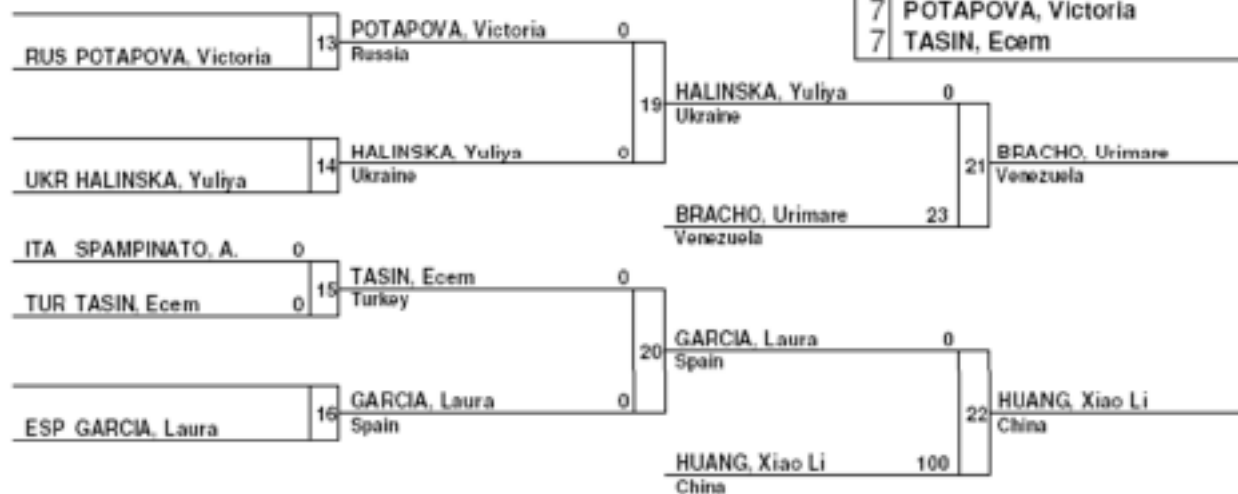 7 POTAPOVA, Victoria
7 TASIN, Ecem
RUS POTAPOVA, Victoria
13
POTAPOVA, Victoria 0
Russia
19
HALINSKA, Yuliya 0
Ukraine
UKR HALINSKA, Yuliya
14
HALINSKA, Yuliya 0
Ukraine
21
BRACHO, Urimare
Venezuela
BRACHO, Urimare 23
Venezuela
ITA SPAMPINATO, A. 0
TUR TASIN, Ecem 0
15
TASIN, Ecem 0
Turkey
20
GARCIA, Laura 0
Spain
ESP GARCIA, Laura
16
GARCIA, Laura 0
Spain
22
HUANG, Xiao Li
China
HUANG, Xiao Li 100
China